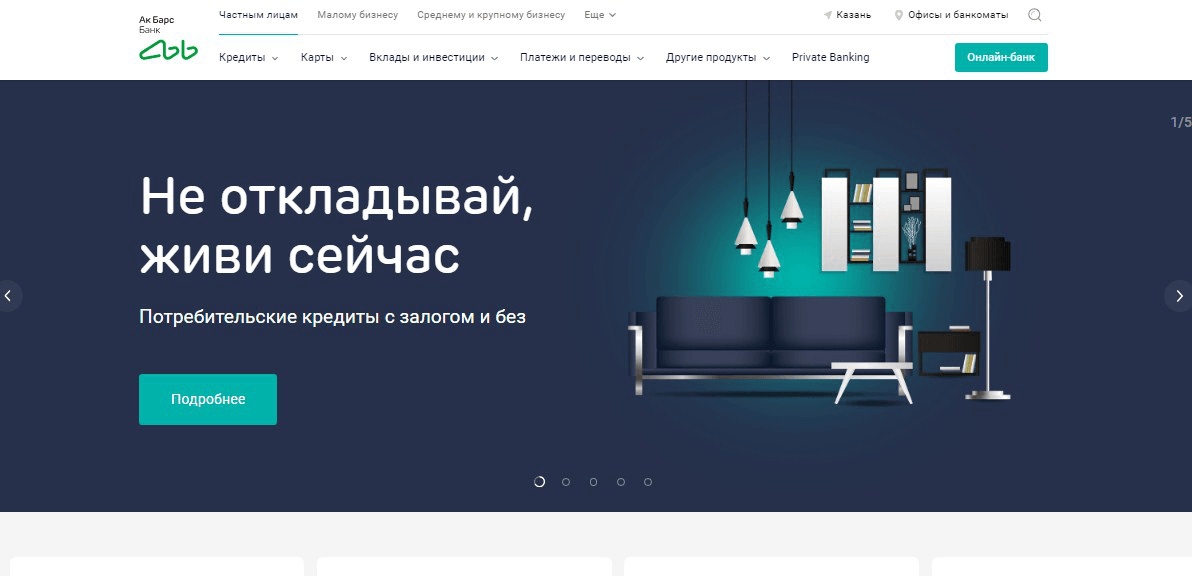 Ак Барс
Банк
Частным лицам Малому бизнесу Среднему и крупному бизнесу Еще Казань Офисы и банкоматы
Кредиты Карты Вклады и инвестиции Платежи и переводы Другие продукты Private Banking Онлайн-банк
1/5
Не откладывай,
живи сейчас
Потребительские кредиты с залогом и без
Подробнее